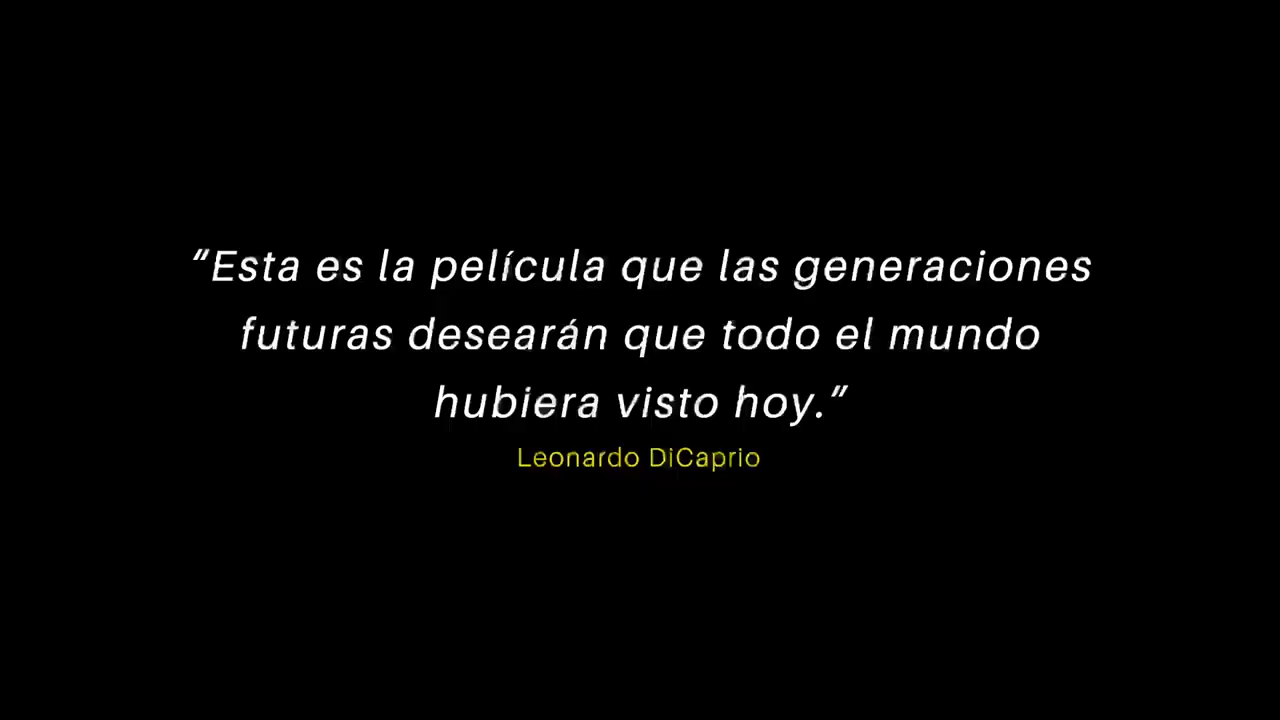 “Esta es la película que las generaciones
futuras desearán que todo el mundo
hubiera visto hoy.”
Leonardo DiCaprio